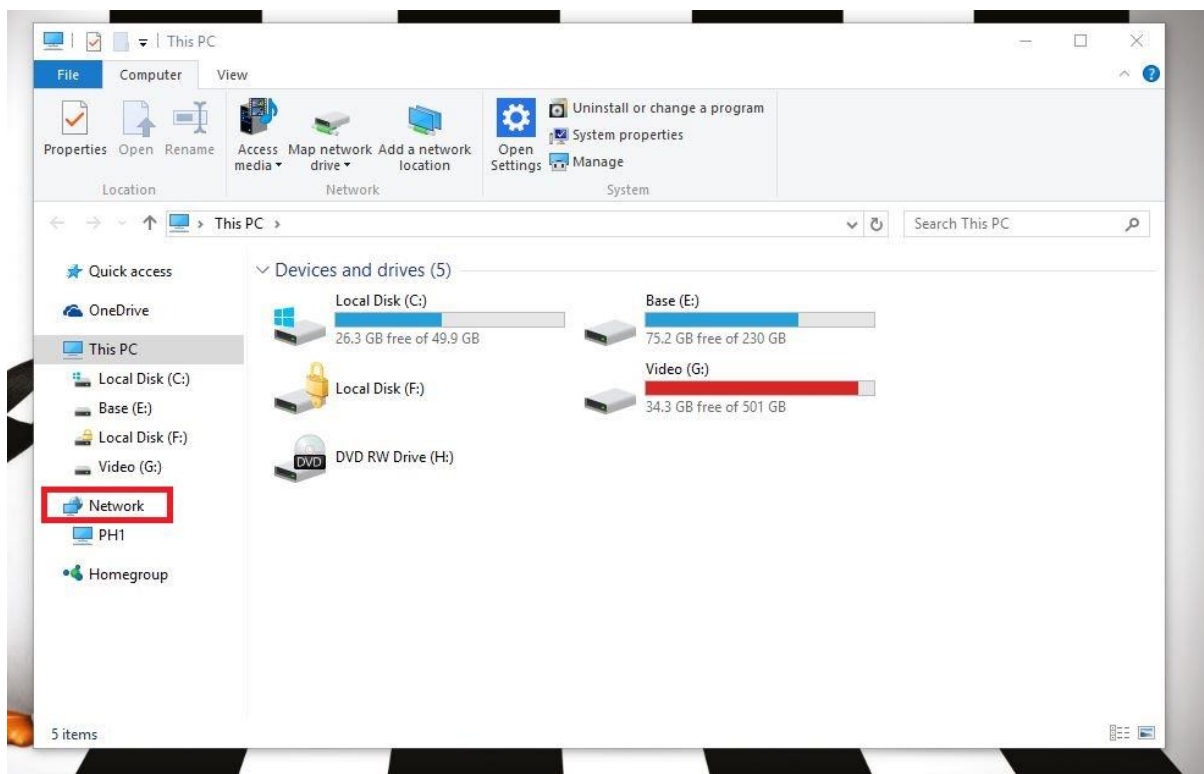 This PC
File Computer View
Properties Open Rename
Access media Map network drive Add a network location
Open Settings
Uninstall or change a program
System properties
Manage
Location Network System
This PC
Search This PC
Quick access
OneDrive
This PC
Local Disk (C:)
Base (E:)
Local Disk (F:)
Video (G:)
Network
PH1
Homegroup
Devices and drives (5)
Local Disk (C:)
26.3 GB free of 49.9 GB
Base (E:)
75.2 GB free of 230 GB
Local Disk (F:)
Video (G:)
34.3 GB free of 501 GB
DVD
DVD RW Drive (H:)
5 items